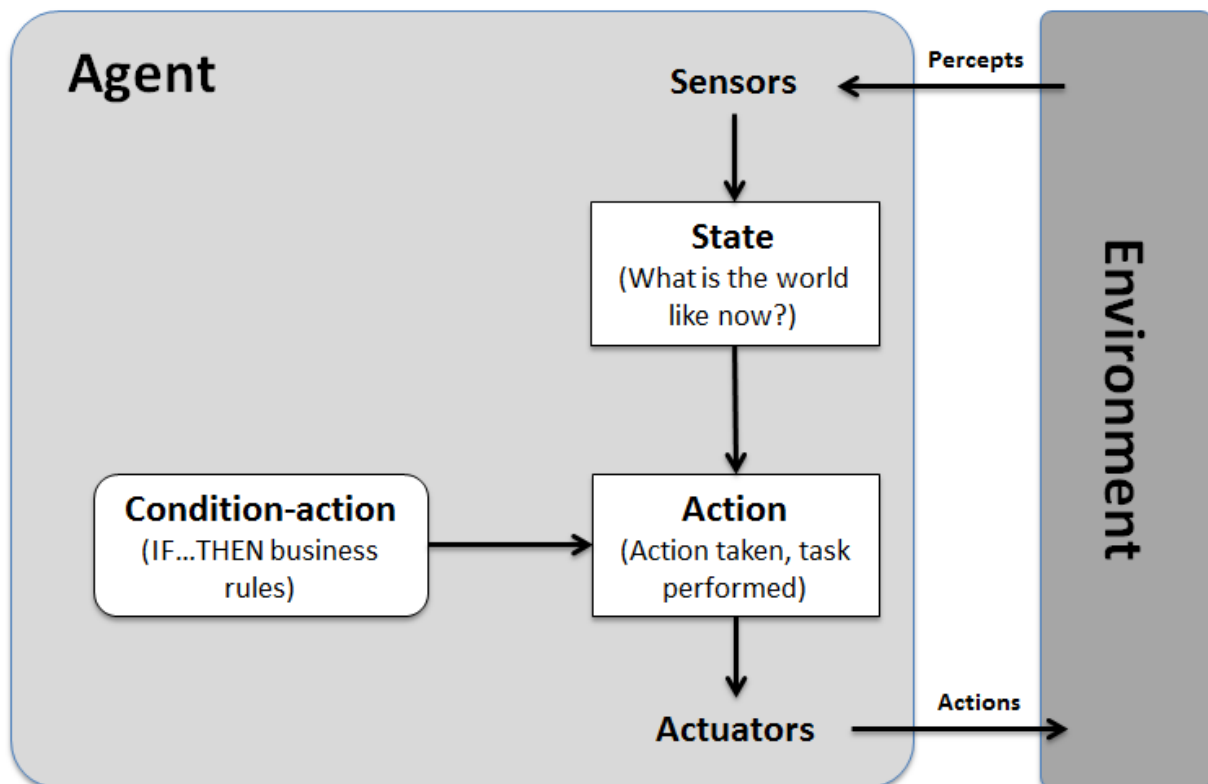 Agent
Sensors
Percepts
State
(What is the world
like now?)
Environment
Condition-action
(IF...THEN business
rules)
Action
(Action taken, task
performed)
Actuators
Actions